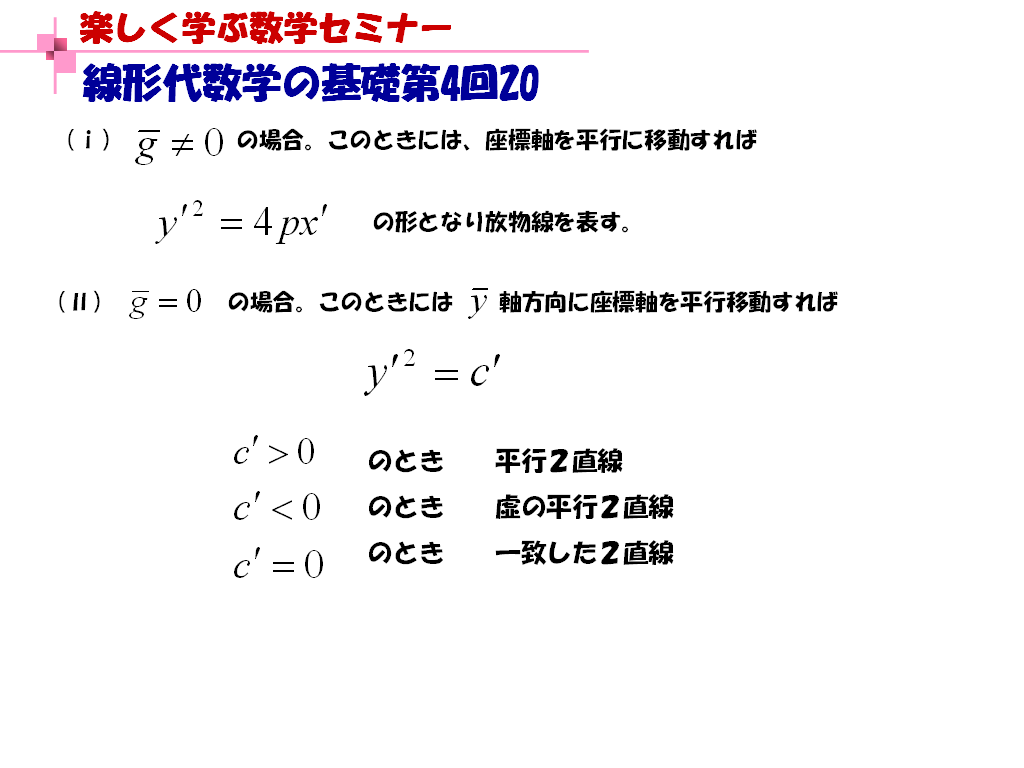 楽しく学ぶ数学セミナー
線形代数学の基礎第4回20
(ⅰ) g̅ ≠ 0 の場合。このときには、座標軸を平行に移動すれば
y′² = 4px′ の形となり放物線を表す。
(Ⅱ) g̅ = 0 の場合。このときには y̅ 軸方向に座標軸を平行移動すれば
y′² = c′
c′ > 0 のとき 平行2直線
c′ < 0 のとき 虚の平行2直線
c′ = 0 のとき 一致した2直線